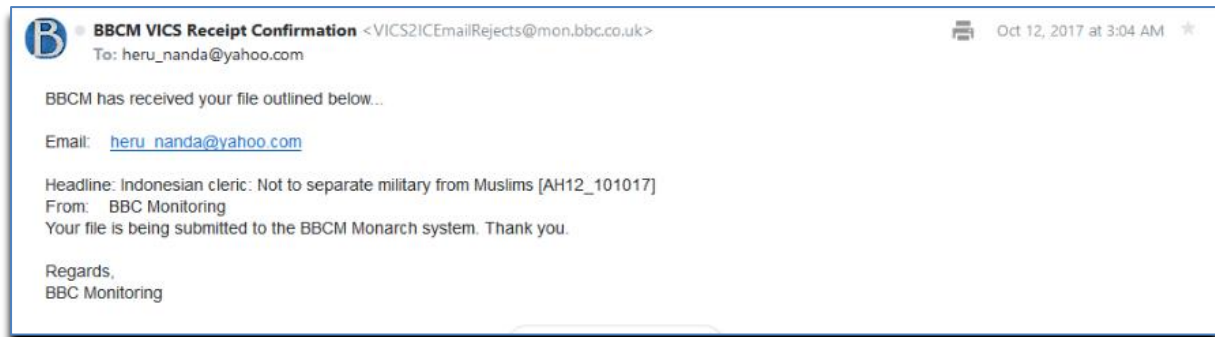 B
BBCM VICS Receipt Confirmation <VICS2ICEmailRejects@mon.bbc.co.uk> Oct 12, 2017 at 3:04 AM
To: heru_nanda@yahoo.com
BBCM has received your file outlined below...
Email: heru_nanda@yahoo.com
Headline: Indonesian cleric: Not to separate military from Muslims [AH12_101017]
From: BBC Monitoring
Your file is being submitted to the BBCM Monarch system. Thank you.
Regards,
BBC Monitoring